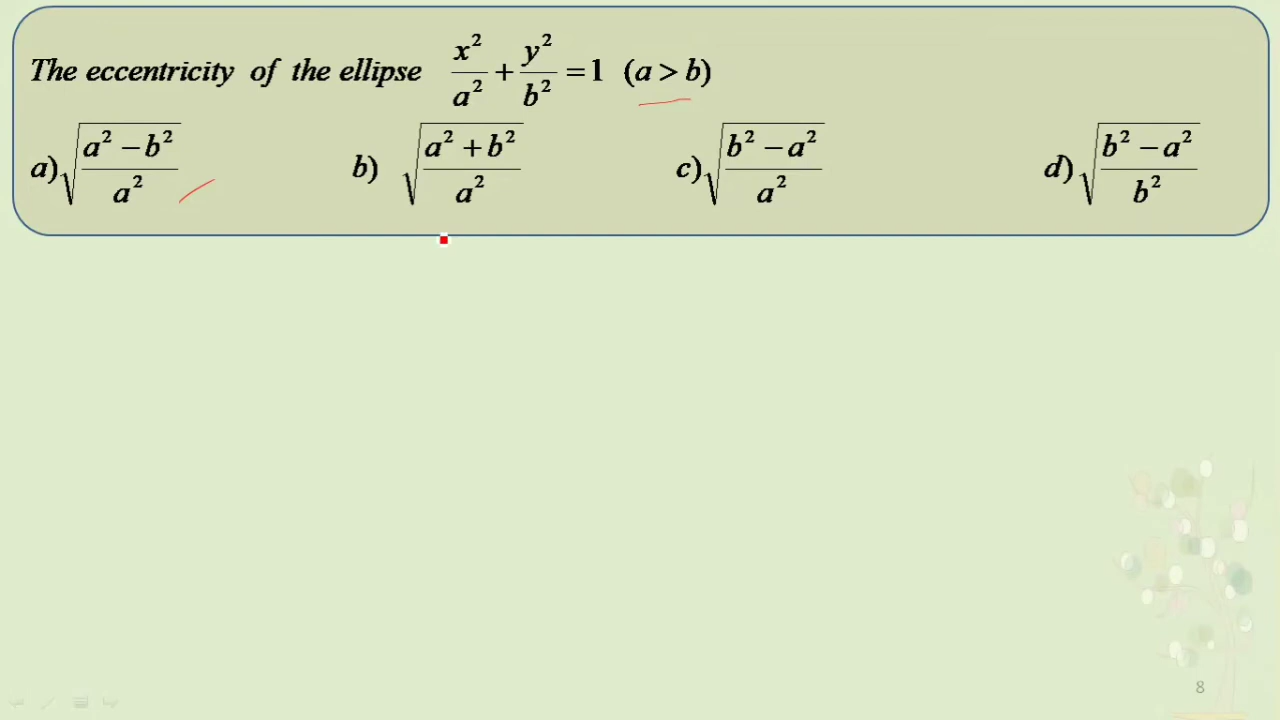 The eccentricity of the ellipse x²/a² + y²/b² = 1 (a > b)
a) √((a² − b²)/a²) b) √((a² + b²)/a²) c) √((b² − a²)/a²) d) √((b² − a²)/b²)
8